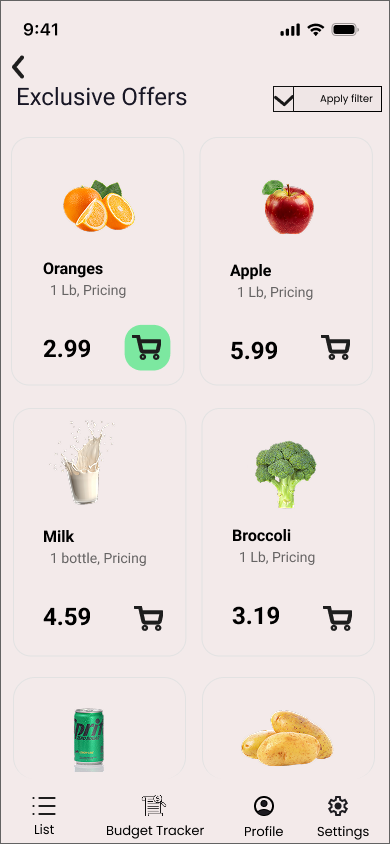 9:41
Exclusive Offers
Apply filter
Oranges
1 Lb, Pricing
2.99
Apple
1 Lb, Pricing
5.99
Milk
1 bottle, Pricing
4.59
Broccoli
1 Lb, Pricing
3.19
List
Budget Tracker
Profile
Settings